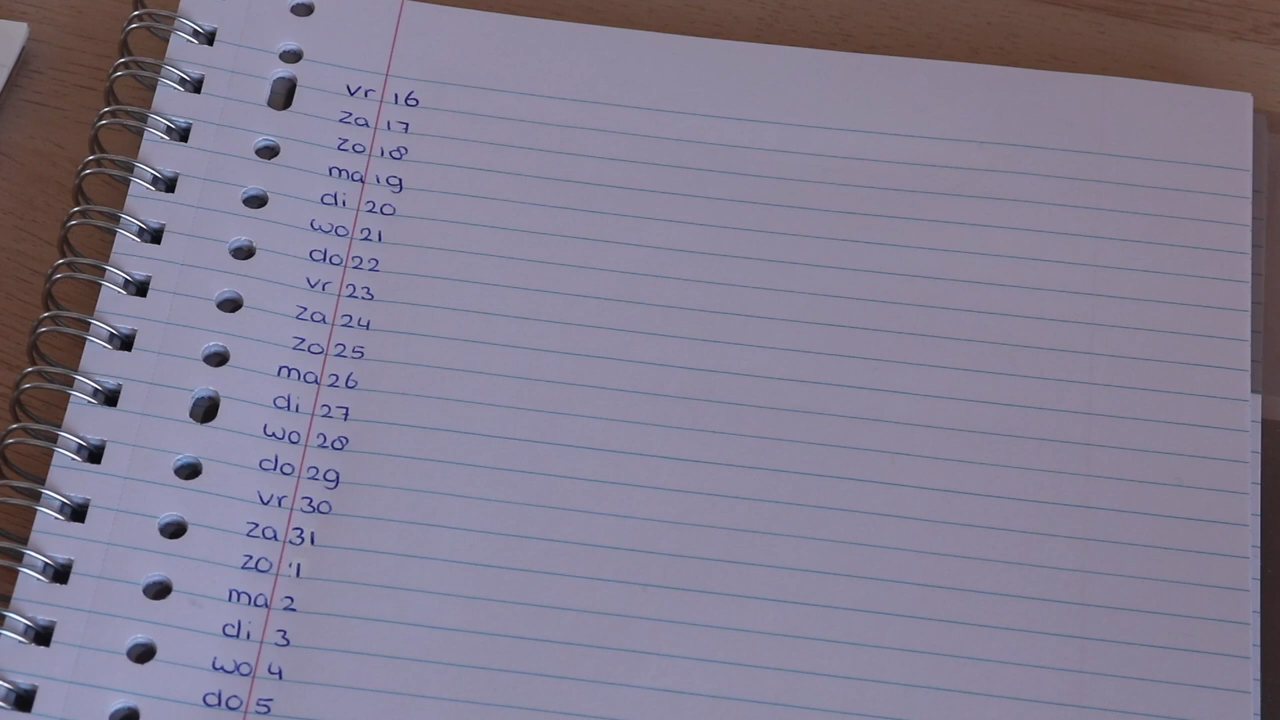 vr 16
za 17
zo 18
ma 19
di 20
wo 21
do 22
vr 23
za 24
zo 25
ma 26
di 27
wo 28
do 29
vr 30
za 31
zo 1
ma 2
di 3
wo 4
do 5